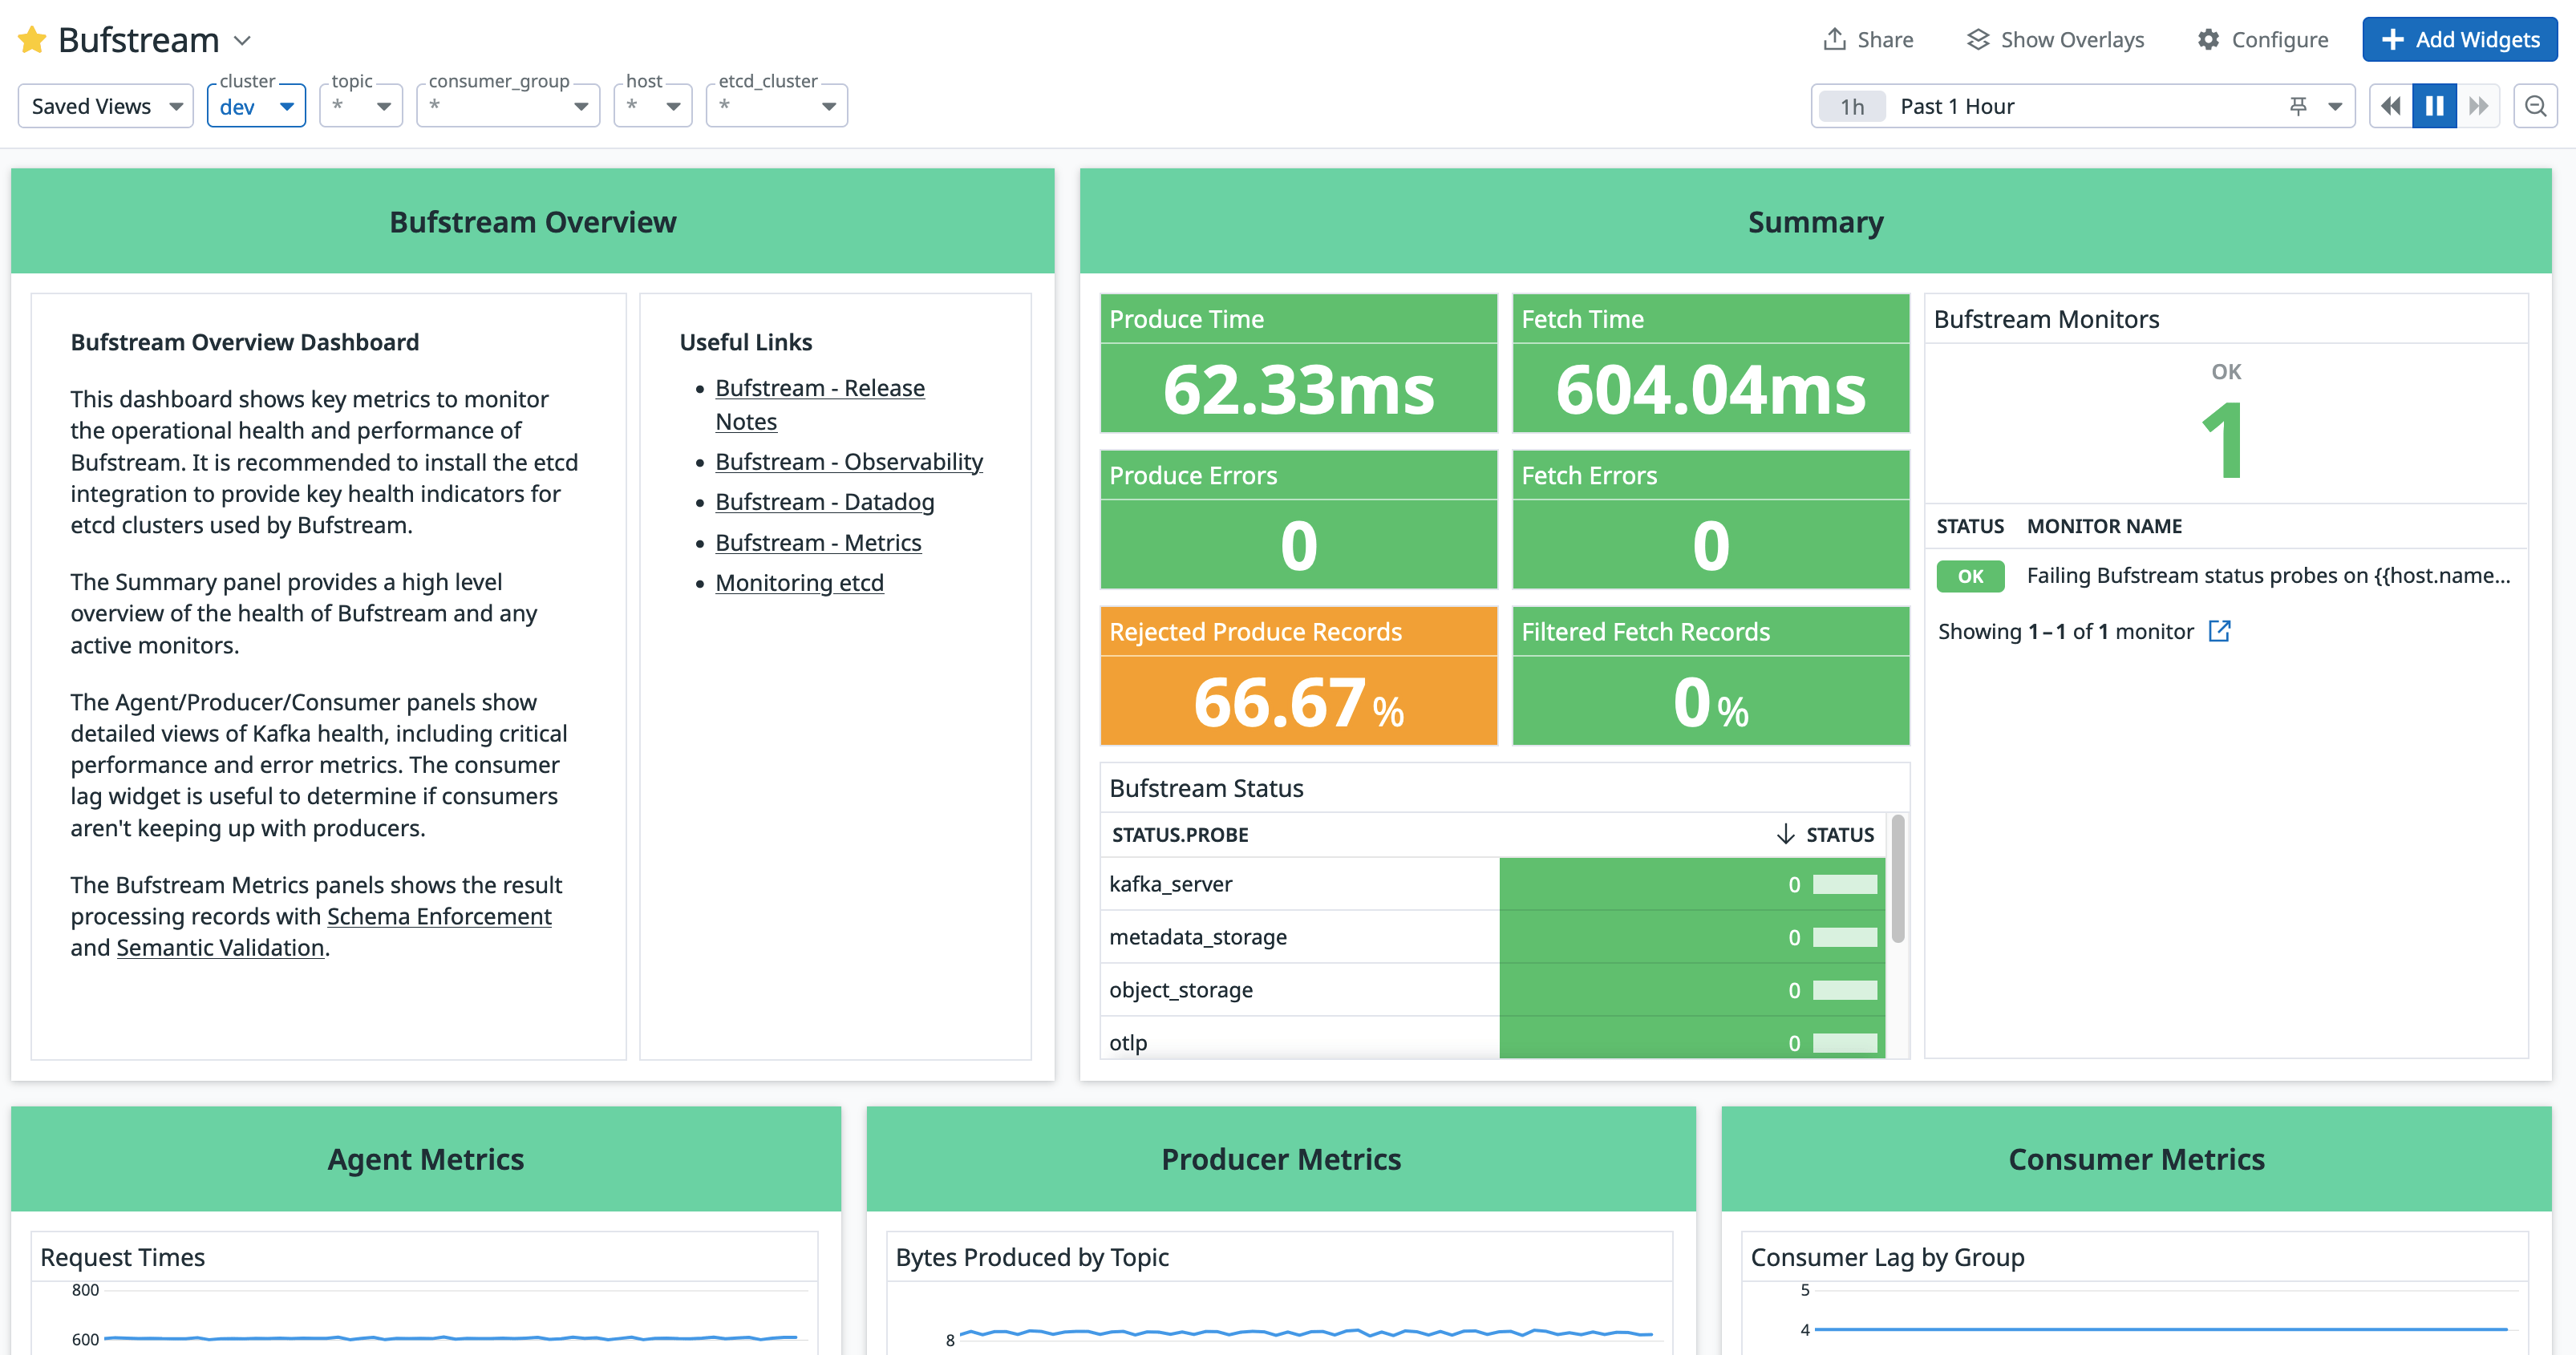 Bufstream
Share
Show Overlays
Configure
Add Widgets
Saved Views
cluster
dev
topic
*
consumer_group
*
host
*
etcd_cluster
*
1h Past 1 Hour
Bufstream Overview
Bufstream Overview Dashboard
This dashboard shows key metrics to monitor
the operational health and performance of
Bufstream. It is recommended to install the etcd
integration to provide key health indicators for
etcd clusters used by Bufstream.
The Summary panel provides a high level
overview of the health of Bufstream and any
active monitors.
The Agent/Producer/Consumer panels show
detailed views of Kafka health, including critical
performance and error metrics. The consumer
lag widget is useful to determine if consumers
aren't keeping up with producers.
The Bufstream Metrics panels shows the result
processing records with Schema Enforcement
and Semantic Validation.
Useful Links
• Bufstream - Release
Notes
• Bufstream - Observability
• Bufstream - Datadog
• Bufstream - Metrics
• Monitoring etcd
Summary
Produce Time
62.33ms
Fetch Time
604.04ms
Produce Errors
0
Fetch Errors
0
Rejected Produce Records
66.67%
Filtered Fetch Records
0%
Bufstream Status
STATUS.PROBE STATUS
kafka_server 0
metadata_storage 0
object_storage 0
otlp 0
Bufstream Monitors
OK
1
STATUS MONITOR NAME
OK Failing Bufstream status probes on {{host.name...
Showing 1–1 of 1 monitor
Agent Metrics
Request Times
800
600
Producer Metrics
Bytes Produced by Topic
8
Consumer Metrics
Consumer Lag by Group
5
4